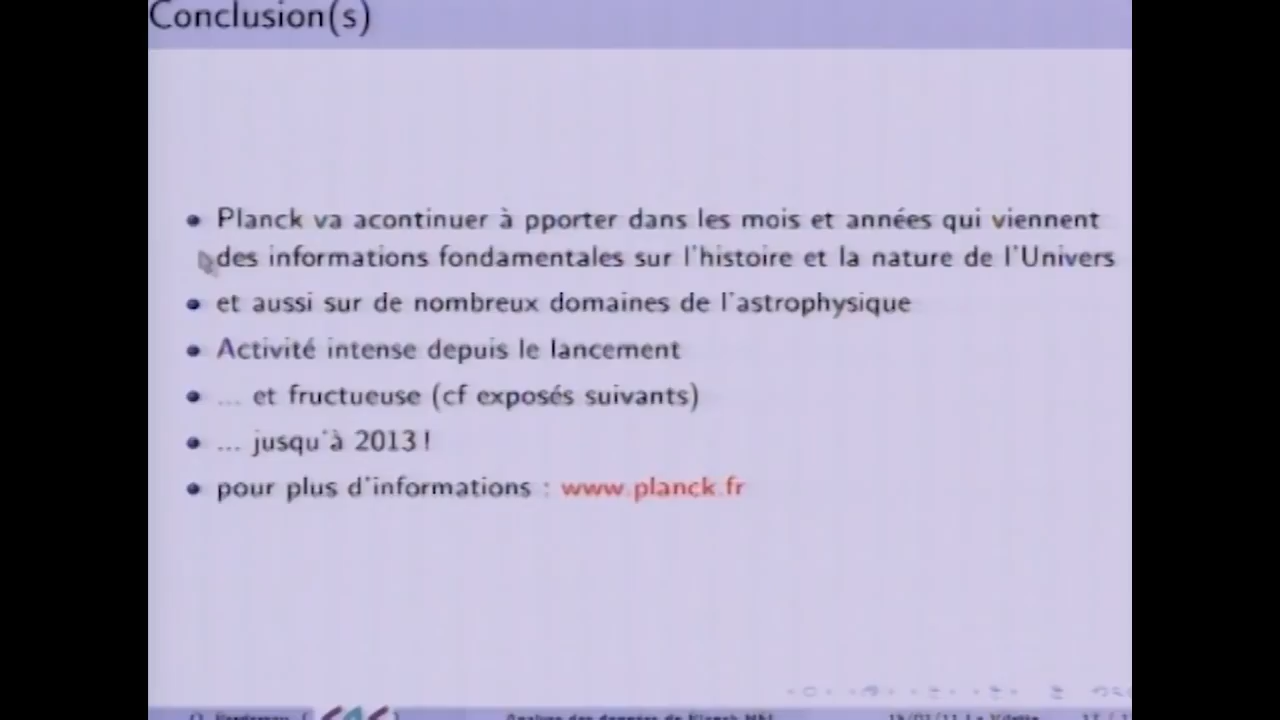 Conclusion(s)
Planck va acontinuer à pporter dans les mois et années qui viennent
des informations fondamentales sur l'histoire et la nature de l'Univers
et aussi sur de nombreux domaines de l'astrophysique
Activité intense depuis le lancement
... et fructueuse (cf exposés suivants)
... jusqu'à 2013 !
pour plus d'informations : www.planck.fr